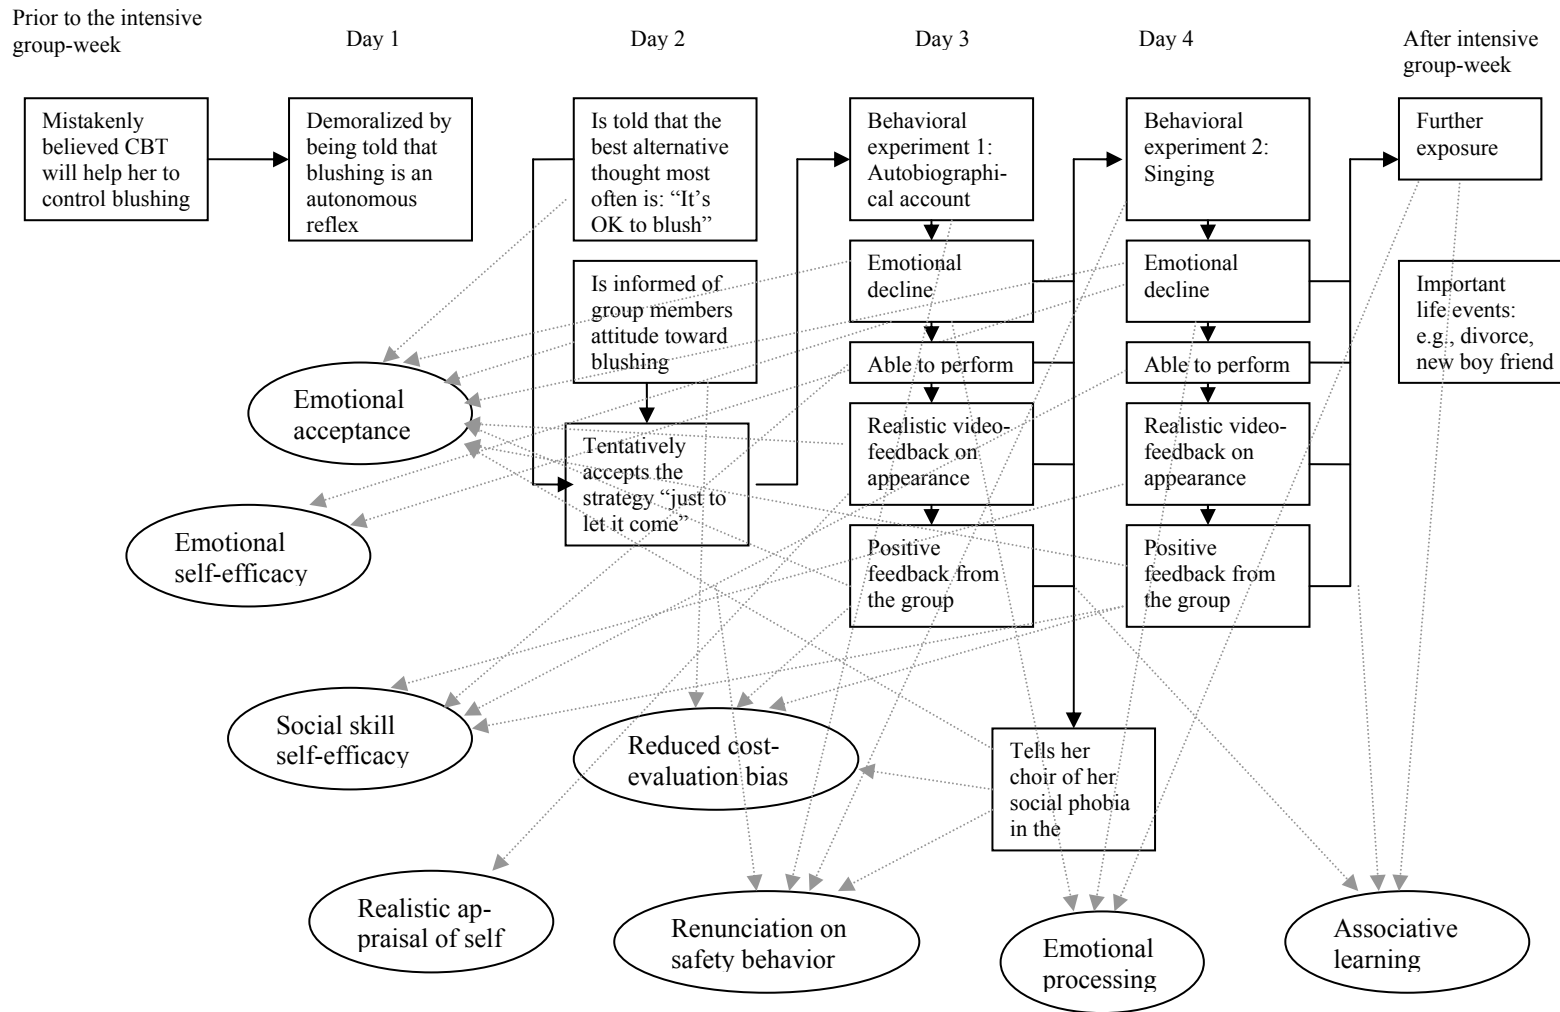 Prior to the intensive
group-week
Day 1
Day 2
Day 3
Day 4
After intensive
group-week
Mistakenly
believed CBT
will help her to
control blushing
Demoralized by
being told that
blushing is an
autonomous
reflex
Is told that the
best alternative
thought most
often is: “It’s
OK to blush”
Behavioral
experiment 1:
Autobiographi-
cal account
Behavioral
experiment 2:
Singing
Further
exposure
Is informed of
group members
attitude toward
blushing
Emotional
decline
Emotional
decline
Important
life events:
e.g., divorce,
new boy friend
Able to perform
Able to perform
Emotional
acceptance
Tentatively
accepts the
strategy “just to
let it come”
Realistic video-
feedback on
appearance
Realistic video-
feedback on
appearance
Emotional
self-efficacy
Positive
feedback from
the group
Positive
feedback from
the group
Social skill
self-efficacy
Reduced cost-
evaluation bias
Tells her
choir of her
social phobia
in the
Realistic ap-
praisal of self
Renunciation on
safety behavior
Emotional
processing
Associative
learning